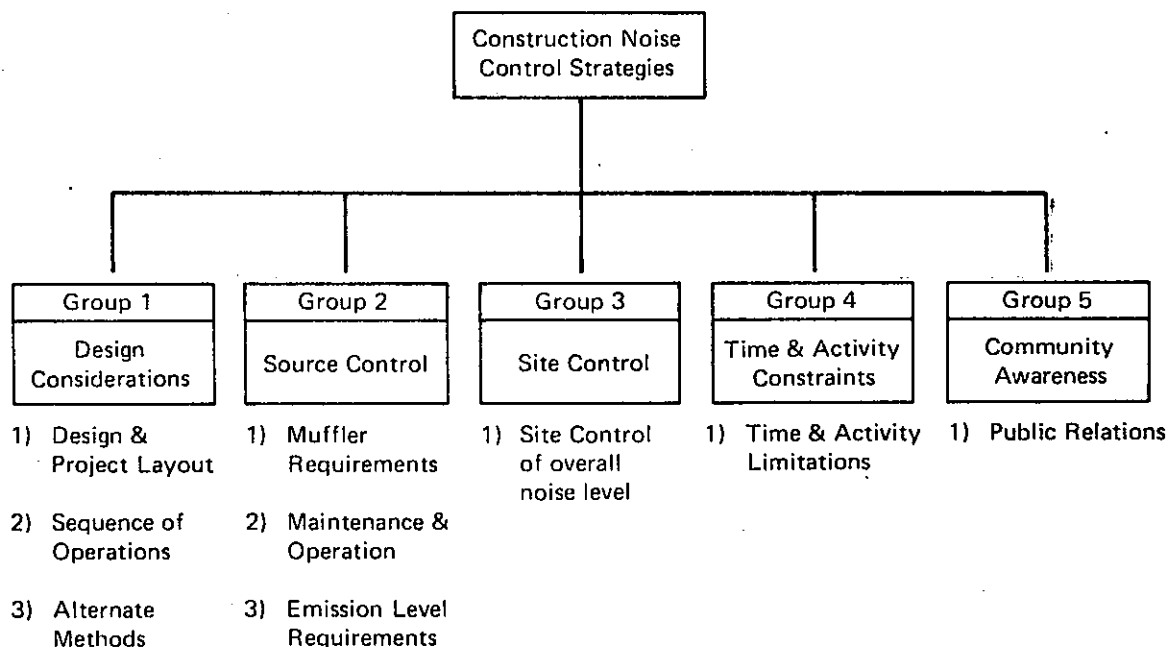 Construction Noise
Control Strategies
Group 1
Design
Considerations
1) Design &
Project Layout
2) Sequence of
Operations
3) Alternate
Methods
Group 2
Source Control
1) Muffler
Requirements
2) Maintenance &
Operation
3) Emission Level
Requirements
Group 3
Site Control
1) Site Control
of overall
noise level
Group 4
Time & Activity
Constraints
1) Time & Activity
Limitations
Group 5
Community
Awareness
1) Public Relations